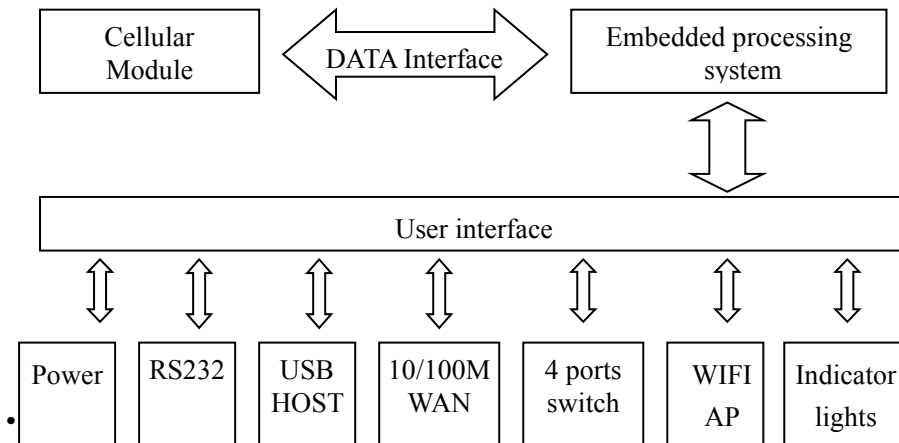 Cellular
Module
DATA Interface
Embedded processing
system
User interface
Power
RS232
USB
HOST
10/100M
WAN
4 ports
switch
WIFI
AP
Indicator
lights